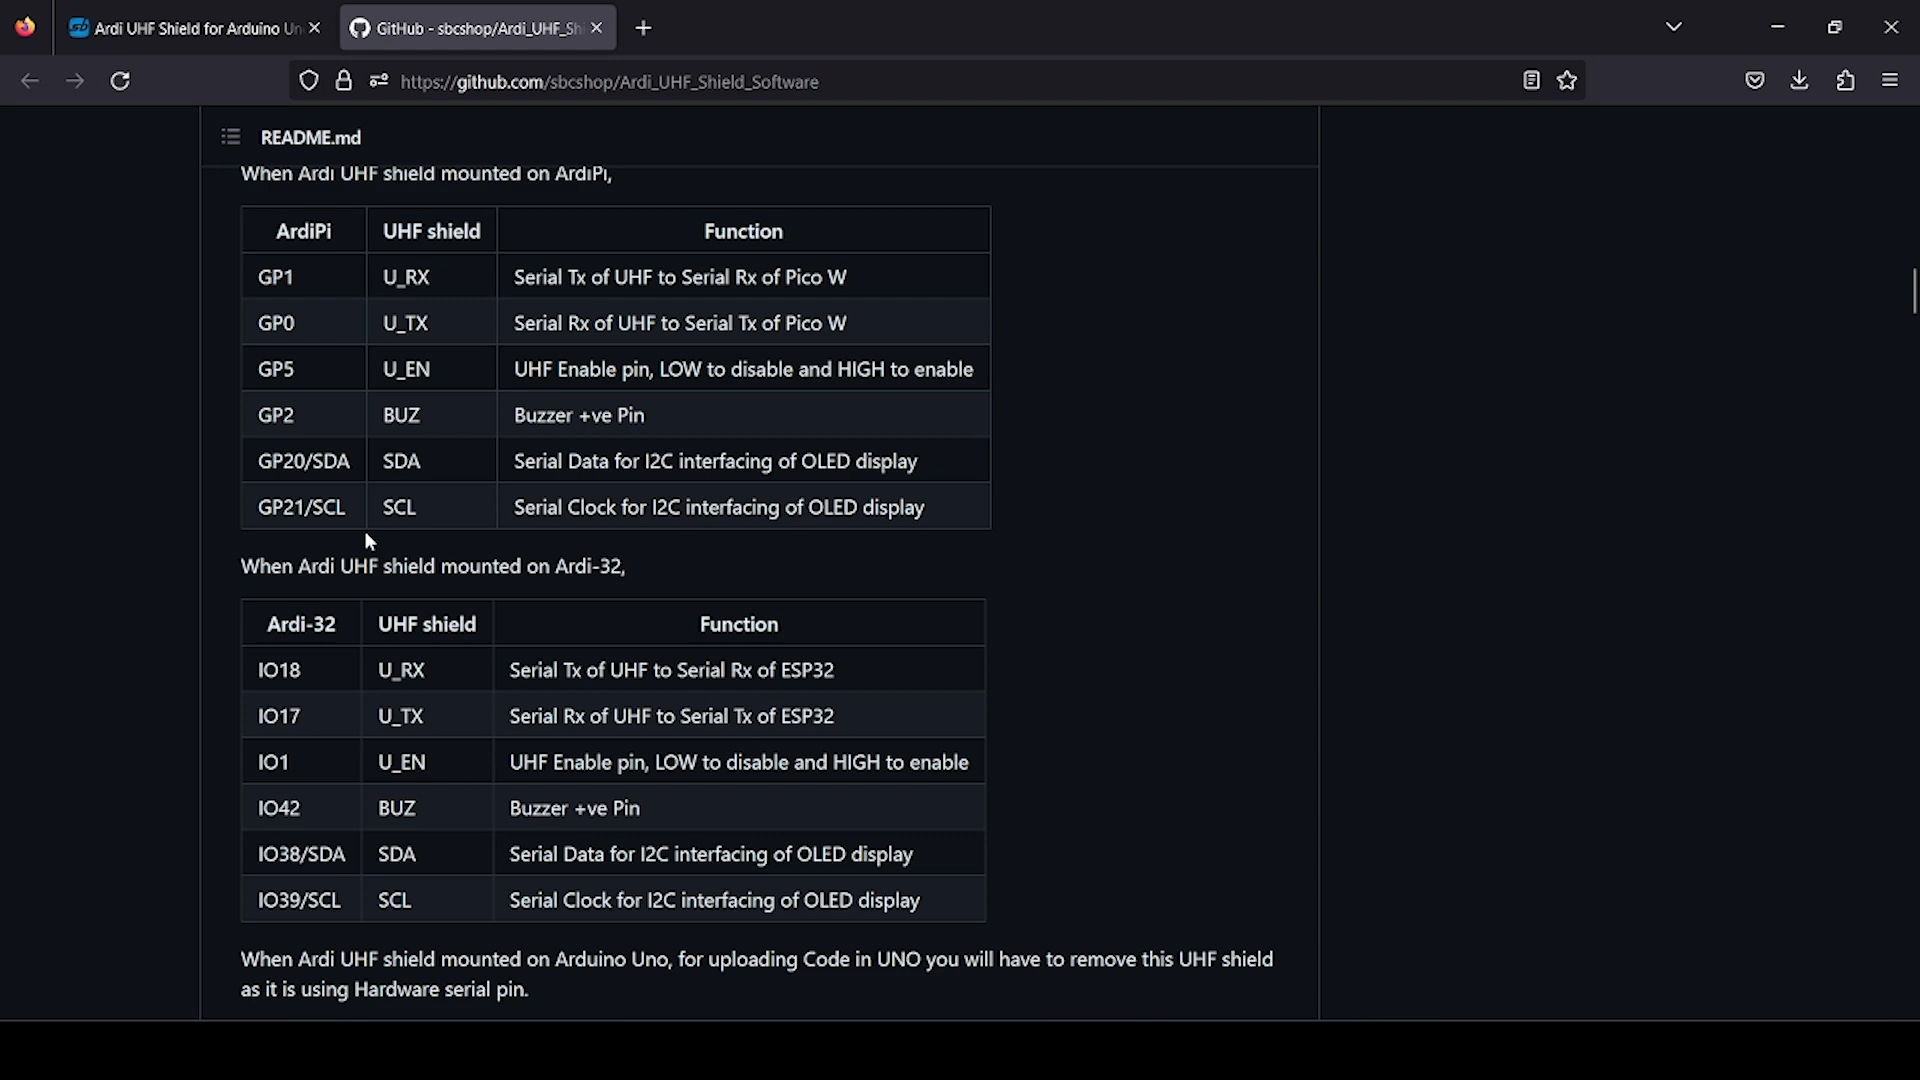 Ardi UHF Shield for Arduino Un
GitHub - sbcshop/Ardi_UHF_Shi
https://github.com/sbcshop/Ardi_UHF_Shield_Software
README.md
When Ardi UHF shield mounted on ArdiPi,
ArdiPi UHF shield Function
GP1 U_RX Serial Tx of UHF to Serial Rx of Pico W
GP0 U_TX Serial Rx of UHF to Serial Tx of Pico W
GP5 U_EN UHF Enable pin, LOW to disable and HIGH to enable
GP2 BUZ Buzzer +ve Pin
GP20/SDA SDA Serial Data for I2C interfacing of OLED display
GP21/SCL SCL Serial Clock for I2C interfacing of OLED display
When Ardi UHF shield mounted on Ardi-32,
Ardi-32 UHF shield Function
IO18 U_RX Serial Tx of UHF to Serial Rx of ESP32
IO17 U_TX Serial Rx of UHF to Serial Tx of ESP32
IO1 U_EN UHF Enable pin, LOW to disable and HIGH to enable
IO42 BUZ Buzzer +ve Pin
IO38/SDA SDA Serial Data for I2C interfacing of OLED display
IO39/SCL SCL Serial Clock for I2C interfacing of OLED display
When Ardi UHF shield mounted on Arduino Uno, for uploading Code in UNO you will have to remove this UHF shield
as it is using Hardware serial pin.